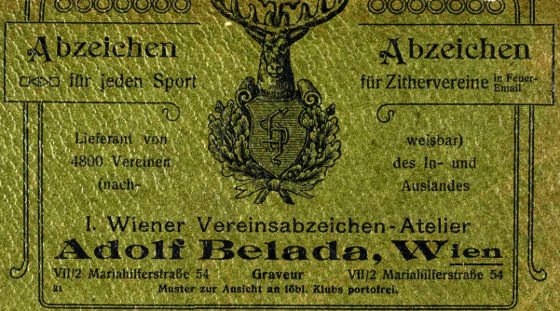 Abzeichen Abzeichen
für jeden Sport für Zithervereine in Feuer-Email
Lieferant von weisbar)
4800 Vereinen des In- und
(nach- Auslandes
I. Wiener Vereinsabzeichen-Atelier
Adolf Belada, Wien
VII/2 Mariahilferstraße 54 Graveur VII/2 Mariahilferstraße 54
21 Muster zur Ansicht an löbl. Klubs portofrei.